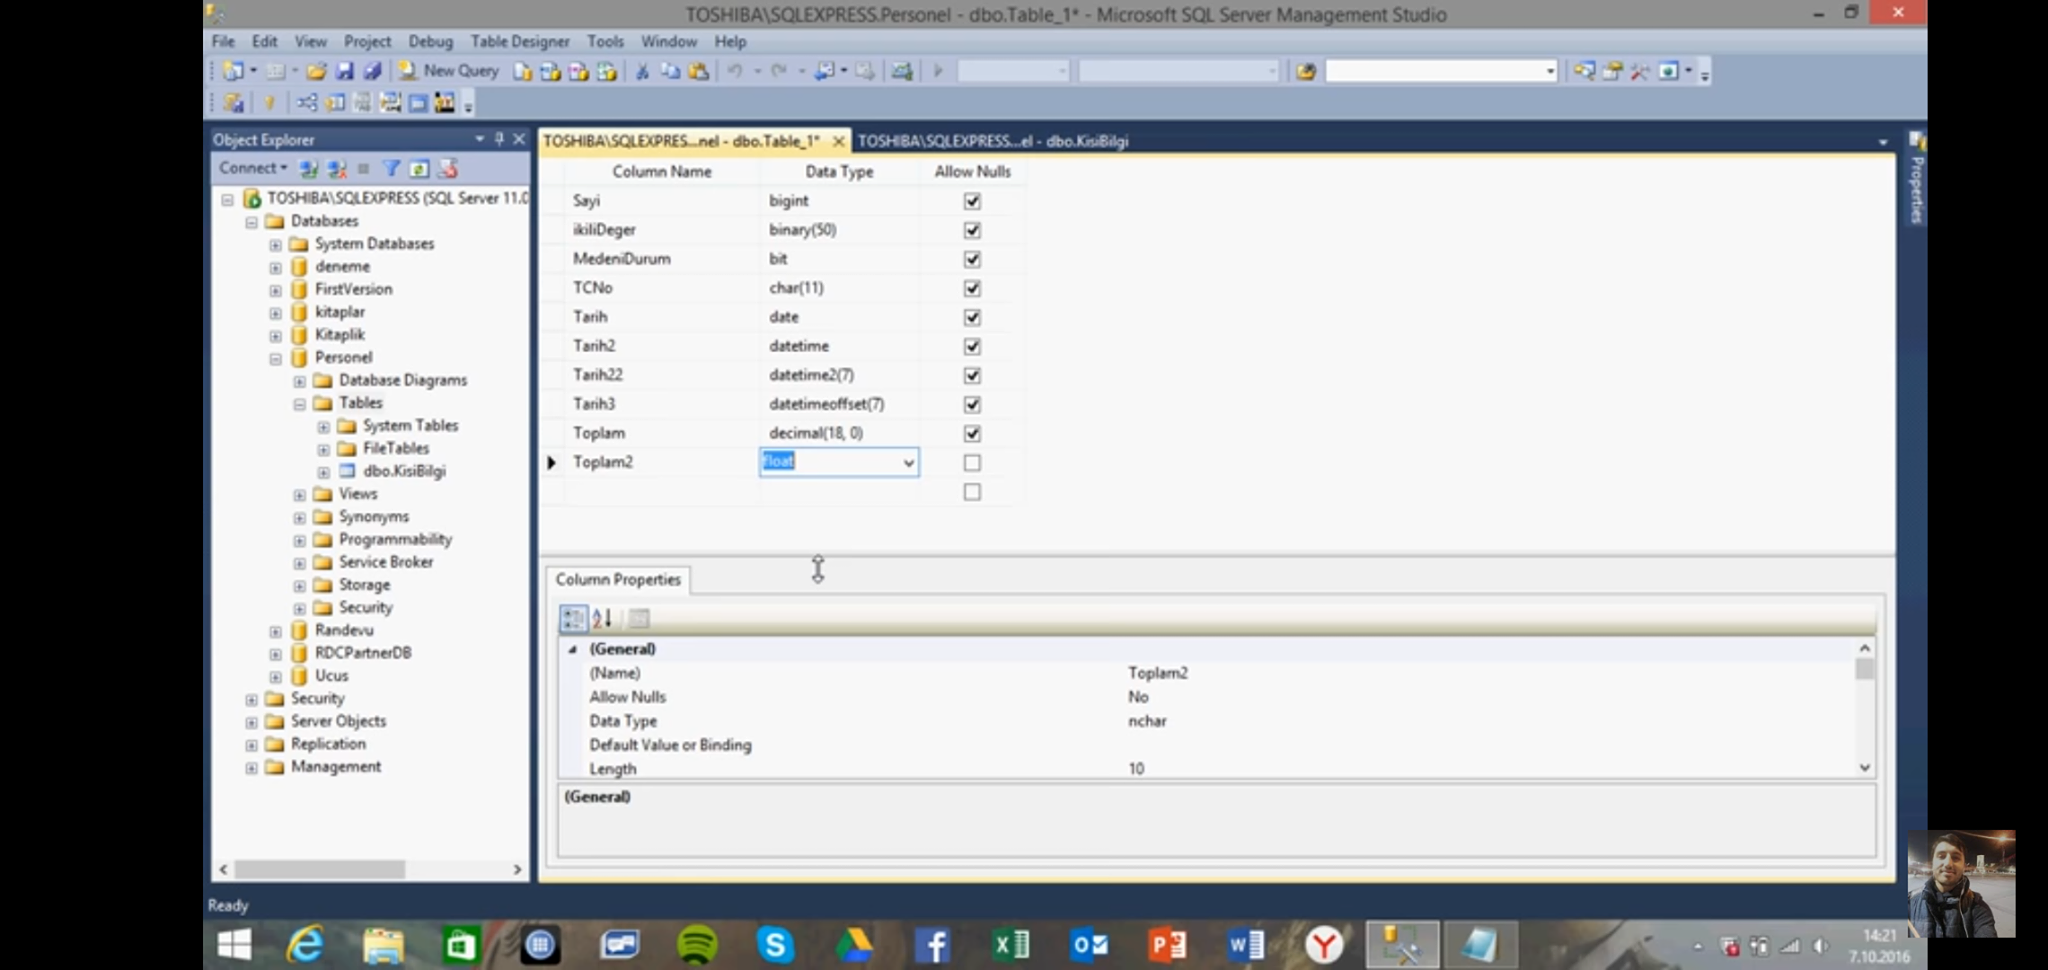 TOSHIBA\SQLEXPRESS.Personel - dbo.Table_1* - Microsoft SQL Server Management Studio
File Edit View Project Debug Table Designer Tools Window Help
New Query
Object Explorer
Connect
TOSHIBA\SQLEXPRESS (SQL Server 11.0
Databases
System Databases
deneme
FirstVersion
kitaplar
Kitaplik
Personel
Database Diagrams
Tables
System Tables
FileTables
dbo.KisiBilgi
Views
Synonyms
Programmability
Service Broker
Storage
Security
Randevu
RDCPartnerDB
Ucus
Security
Server Objects
Replication
Management
TOSHIBA\SQLEXPRES...nel - dbo.Table_1* TOSHIBA\SQLEXPRESS...el - dbo.KisiBilgi
Column Name Data Type Allow Nulls
Sayi bigint
ikiliDeger binary(50)
MedeniDurum bit
TCNo char(11)
Tarih date
Tarih2 datetime
Tarih22 datetime2(7)
Tarih3 datetimeoffset(7)
Toplam decimal(18, 0)
Toplam2 float
Column Properties
(General)
(Name) Toplam2
Allow Nulls No
Data Type nchar
Default Value or Binding
Length 10
(General)
Properties
Ready
14:21
7.10.2016